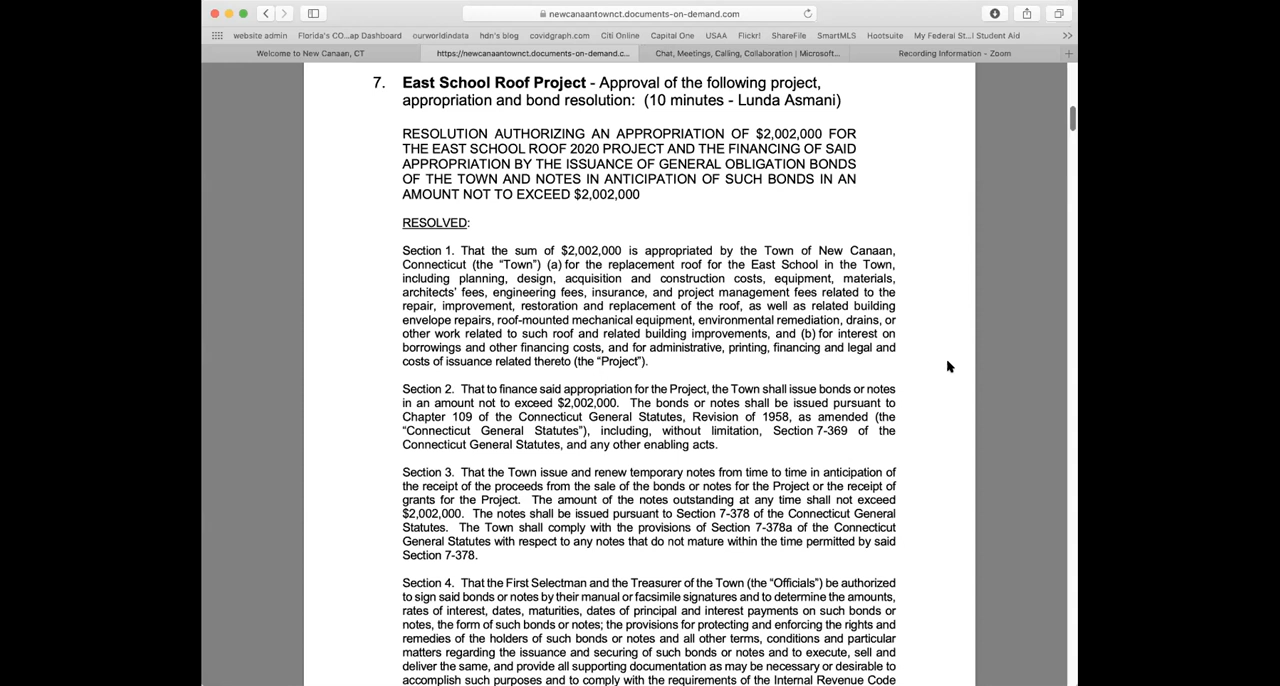 newcanaantownct.documents-on-demand.com
website admin Florida's CO...ap Dashboard ourworldindata hdn's blog covidgraph.com Citi Online Capital One USAA Flickr! ShareFile SmartMLS Hootsuite My Federal St...l Student Aid >>
Welcome to New Canaan, CT https://newcanaantownct.documents-on-demand.c... Chat, Meetings, Calling, Collaboration | Microsoft... Recording Information - Zoom +
7. East School Roof Project - Approval of the following project,
appropriation and bond resolution: (10 minutes - Lunda Asmani)
RESOLUTION AUTHORIZING AN APPROPRIATION OF $2,002,000 FOR
THE EAST SCHOOL ROOF 2020 PROJECT AND THE FINANCING OF SAID
APPROPRIATION BY THE ISSUANCE OF GENERAL OBLIGATION BONDS
OF THE TOWN AND NOTES IN ANTICIPATION OF SUCH BONDS IN AN
AMOUNT NOT TO EXCEED $2,002,000
RESOLVED:
Section 1. That the sum of $2,002,000 is appropriated by the Town of New Canaan,
Connecticut (the “Town”) (a) for the replacement roof for the East School in the Town,
including planning, design, acquisition and construction costs, equipment, materials,
architects’ fees, engineering fees, insurance, and project management fees related to the
repair, improvement, restoration and replacement of the roof, as well as related building
envelope repairs, roof-mounted mechanical equipment, environmental remediation, drains, or
other work related to such roof and related building improvements, and (b) for interest on
borrowings and other financing costs, and for administrative, printing, financing and legal and
costs of issuance related thereto (the “Project”).
Section 2. That to finance said appropriation for the Project, the Town shall issue bonds or notes
in an amount not to exceed $2,002,000. The bonds or notes shall be issued pursuant to
Chapter 109 of the Connecticut General Statutes, Revision of 1958, as amended (the
“Connecticut General Statutes”), including, without limitation, Section 7-369 of the
Connecticut General Statutes, and any other enabling acts.
Section 3. That the Town issue and renew temporary notes from time to time in anticipation of
the receipt of the proceeds from the sale of the bonds or notes for the Project or the receipt of
grants for the Project. The amount of the notes outstanding at any time shall not exceed
$2,002,000. The notes shall be issued pursuant to Section 7-378 of the Connecticut General
Statutes. The Town shall comply with the provisions of Section 7-378a of the Connecticut
General Statutes with respect to any notes that do not mature within the time permitted by said
Section 7-378.
Section 4. That the First Selectman and the Treasurer of the Town (the “Officials”) be authorized
to sign said bonds or notes by their manual or facsimile signatures and to determine the amounts,
rates of interest, dates, maturities, dates of principal and interest payments on such bonds or
notes, the form of such bonds or notes; the provisions for protecting and enforcing the rights and
remedies of the holders of such bonds or notes and all other terms, conditions and particular
matters regarding the issuance and securing of such bonds or notes and to execute, sell and
deliver the same, and provide all supporting documentation as may be necessary or desirable to
accomplish such purposes and to comply with the requirements of the Internal Revenue Code